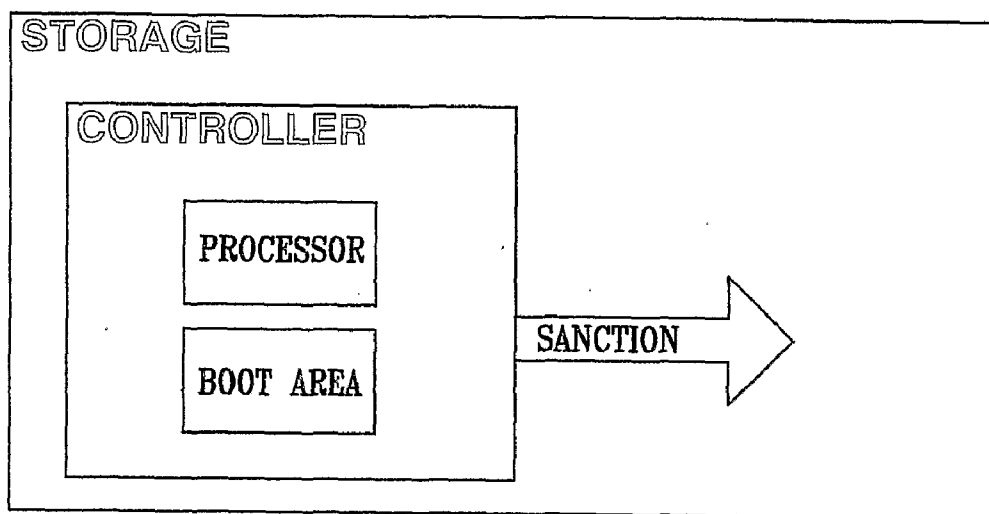 STORAGE
CONTROLLER
PROCESSOR
SANCTION
BOOT AREA